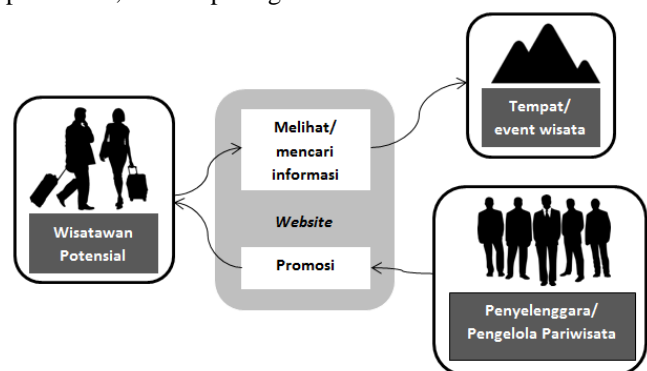 Melihat/
mencari
informasi
Tempat/
event wisata
Wisatawan
Potensial
Website
Promosi
Penyelenggara/
Pengelola Pariwisata